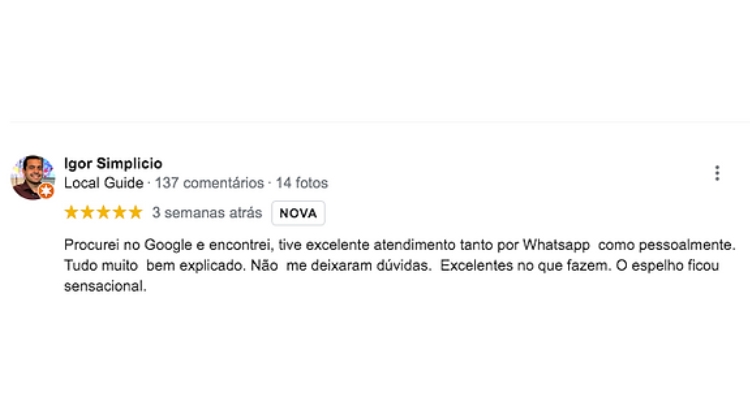 Igor Simplicio
Local Guide · 137 comentários · 14 fotos
3 semanas atrás NOVA
Procurei no Google e encontrei, tive excelente atendimento tanto por Whatsapp como pessoalmente.
Tudo muito bem explicado. Não me deixaram dúvidas. Excelentes no que fazem. O espelho ficou
sensacional.